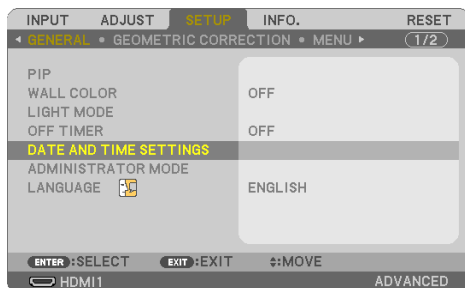 INPUT ADJUST SETUP INFO. RESET
GENERAL • GEOMETRIC CORRECTION • MENU 1/2
PIP
WALL COLOR OFF
LIGHT MODE
OFF TIMER OFF
DATE AND TIME SETTINGS
ADMINISTRATOR MODE
LANGUAGE ENGLISH
ENTER :SELECT EXIT :EXIT :MOVE
HDMI1 ADVANCED